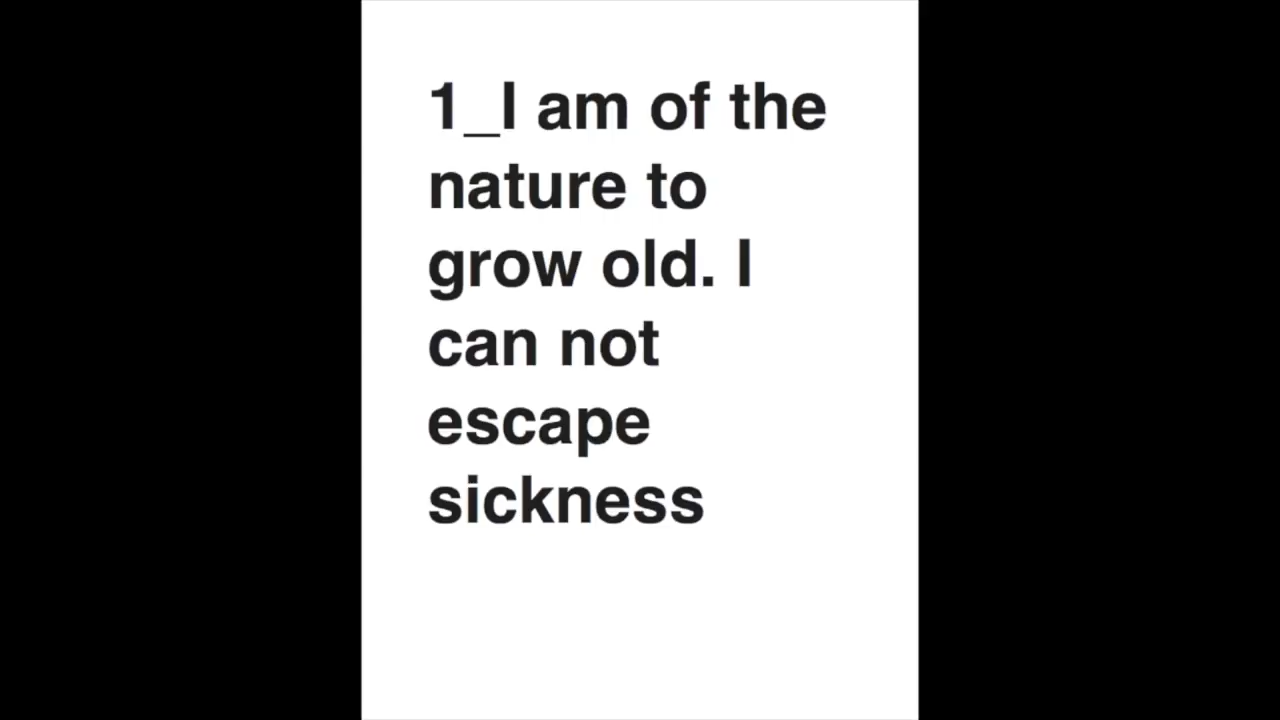 1_I am of the
nature to
grow old. I
can not
escape
sickness